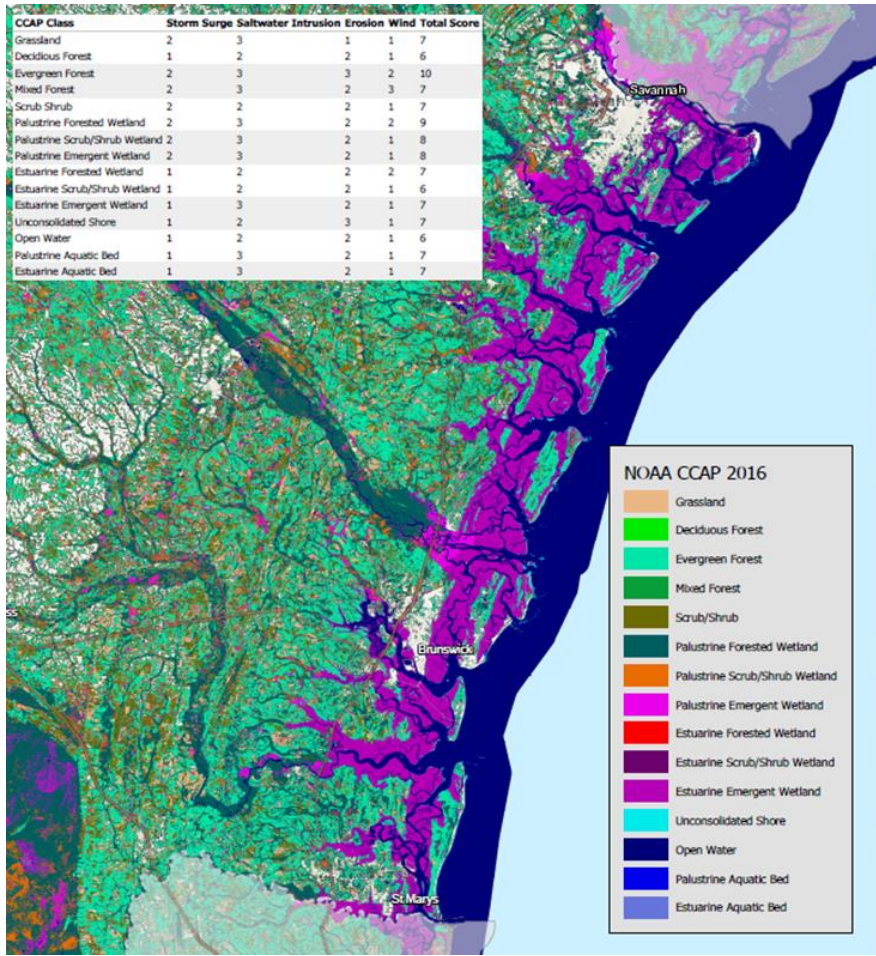 CCAP Class Storm Surge Saltwater Intrusion Erosion Wind Total Score
Grassland 2 3 1 1 7
Decidious Forest 1 2 2 1 6
Evergreen Forest 2 3 3 2 10
Mixed Forest 2 3 2 3 7
Scrub Shrub 2 2 2 1 7
Palustrine Forested Wetland 2 3 2 2 9
Palustrine Scrub/Shrub Wetland 2 3 2 1 8
Palustrine Emergent Wetland 2 3 2 1 8
Estuarine Forested Wetland 1 2 2 2 7
Estuarine Scrub/Shrub Wetland 1 2 2 1 6
Estuarine Emergent Wetland 1 3 2 1 7
Unconsolidated Shore 1 2 3 1 7
Open Water 1 2 2 1 6
Palustrine Aquatic Bed 1 3 2 1 7
Estuarine Aquatic Bed 1 3 2 1 7
Savannah
NOAA CCAP 2016
Grassland
Deciduous Forest
Evergreen Forest
Mixed Forest
Scrub/Shrub
Palustrine Forested Wetland
Palustrine Scrub/Shrub Wetland
Palustrine Emergent Wetland
Estuarine Forested Wetland
Estuarine Scrub/Shrub Wetland
Estuarine Emergent Wetland
Unconsolidated Shore
Open Water
Palustrine Aquatic Bed
Estuarine Aquatic Bed
Brunswick
St Marys